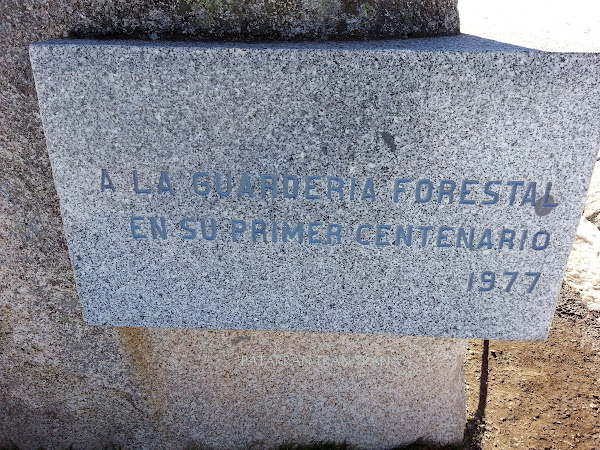 A LA GUARDERIA FORESTAL
EN SU PRIMER CENTENARIO
1977